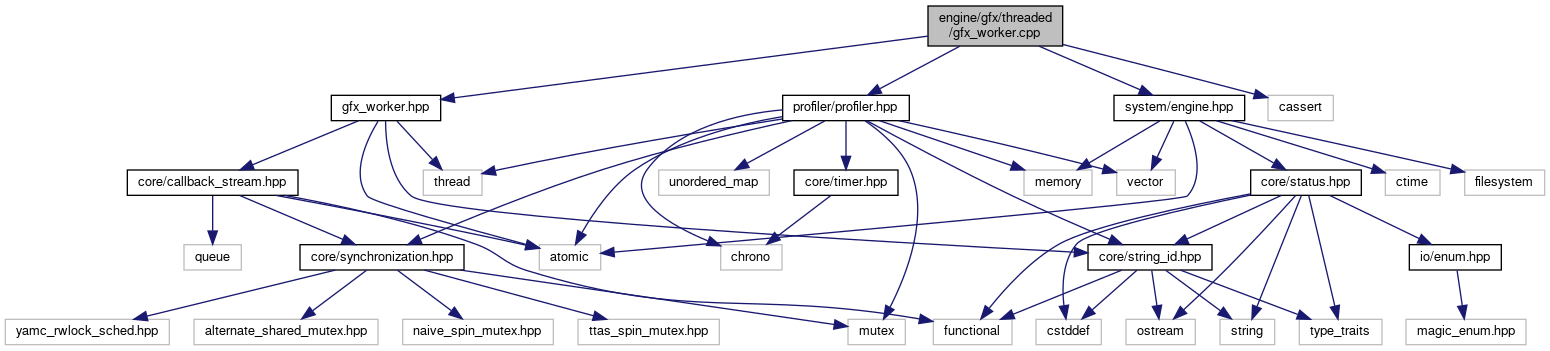 engine/gfx/threaded
/gfx_worker.cpp
gfx_worker.hpp
profiler/profiler.hpp
system/engine.hpp
cassert
core/callback_stream.hpp
thread
unordered_map
core/timer.hpp
memory
vector
core/status.hpp
ctime
filesystem
queue
core/synchronization.hpp
atomic
chrono
core/string_id.hpp
io/enum.hpp
yamc_rwlock_sched.hpp
alternate_shared_mutex.hpp
naive_spin_mutex.hpp
ttas_spin_mutex.hpp
mutex
functional
cstddef
ostream
string
type_traits
magic_enum.hpp